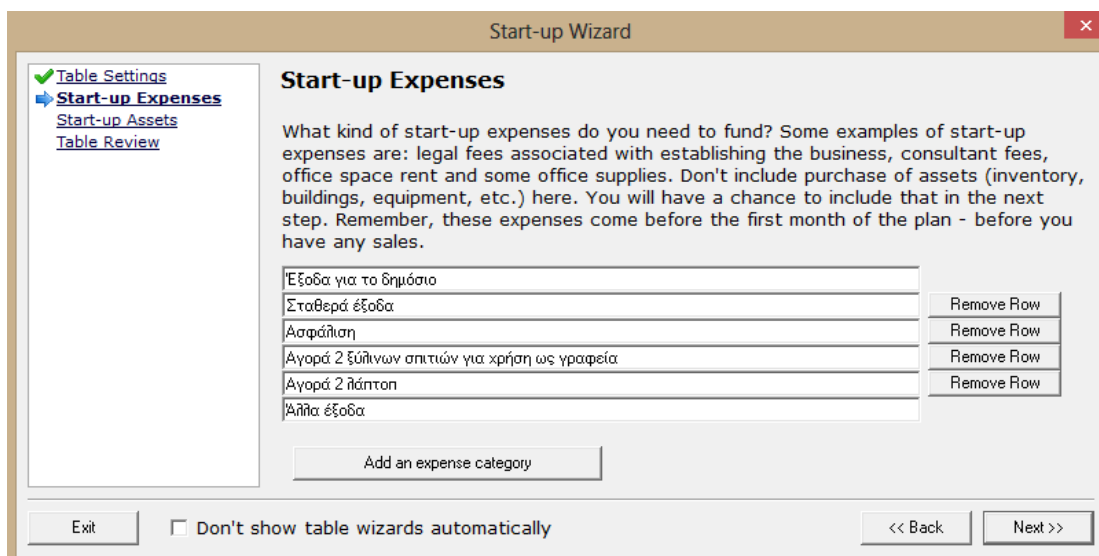 Start-up Wizard
Table Settings
Start-up Expenses
Start-up Assets
Table Review
Start-up Expenses
What kind of start-up expenses do you need to fund? Some examples of start-up
expenses are: legal fees associated with establishing the business, consultant fees,
office space rent and some office supplies. Don't include purchase of assets (inventory,
buildings, equipment, etc.) here. You will have a chance to include that in the next
step. Remember, these expenses come before the first month of the plan - before you
have any sales.
Έξοδα για το δημόσιο
Σταθερά έξοδα Remove Row
Ασφάλιση Remove Row
Αγορά 2 ξύλινων σπιτιών για χρήση ως γραφεία Remove Row
Αγορά 2 λάπτοπ Remove Row
Άλλα έξοδα
Add an expense category
Exit Don't show table wizards automatically << Back Next >>